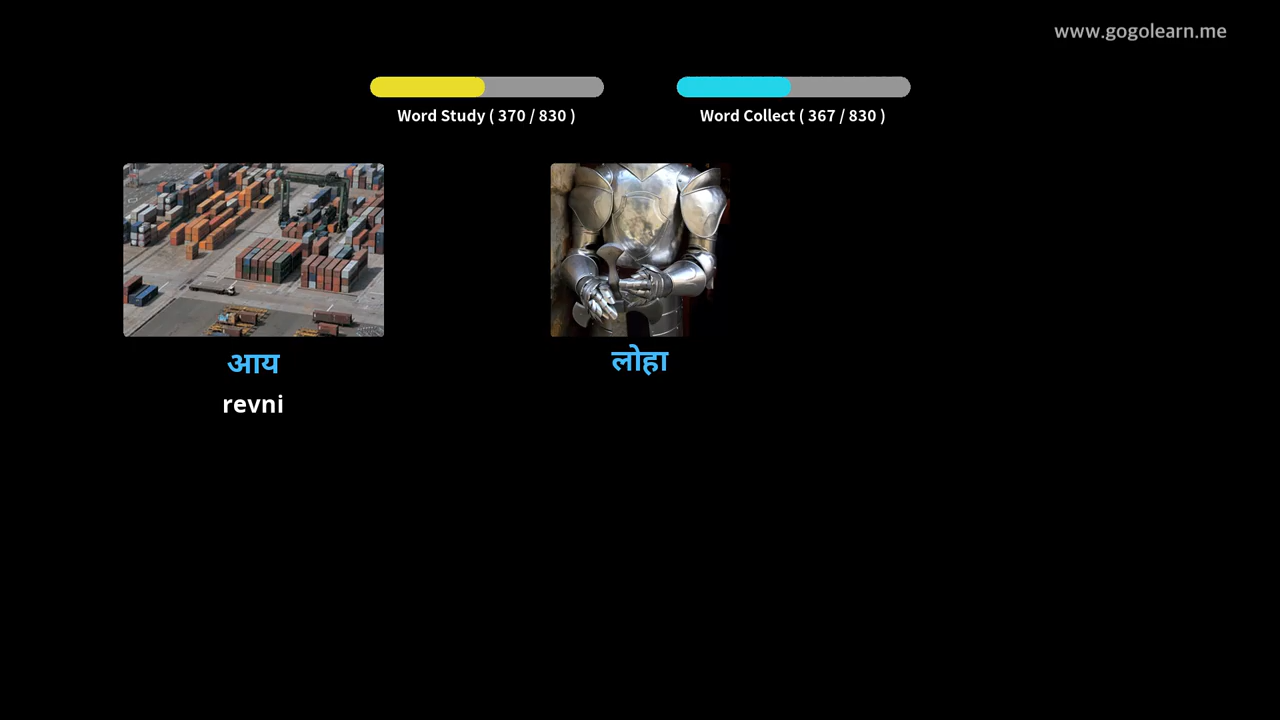 www.gogolearn.me
Word Study ( 370 / 830 )
Word Collect ( 367 / 830 )
आय
लोहा
revni